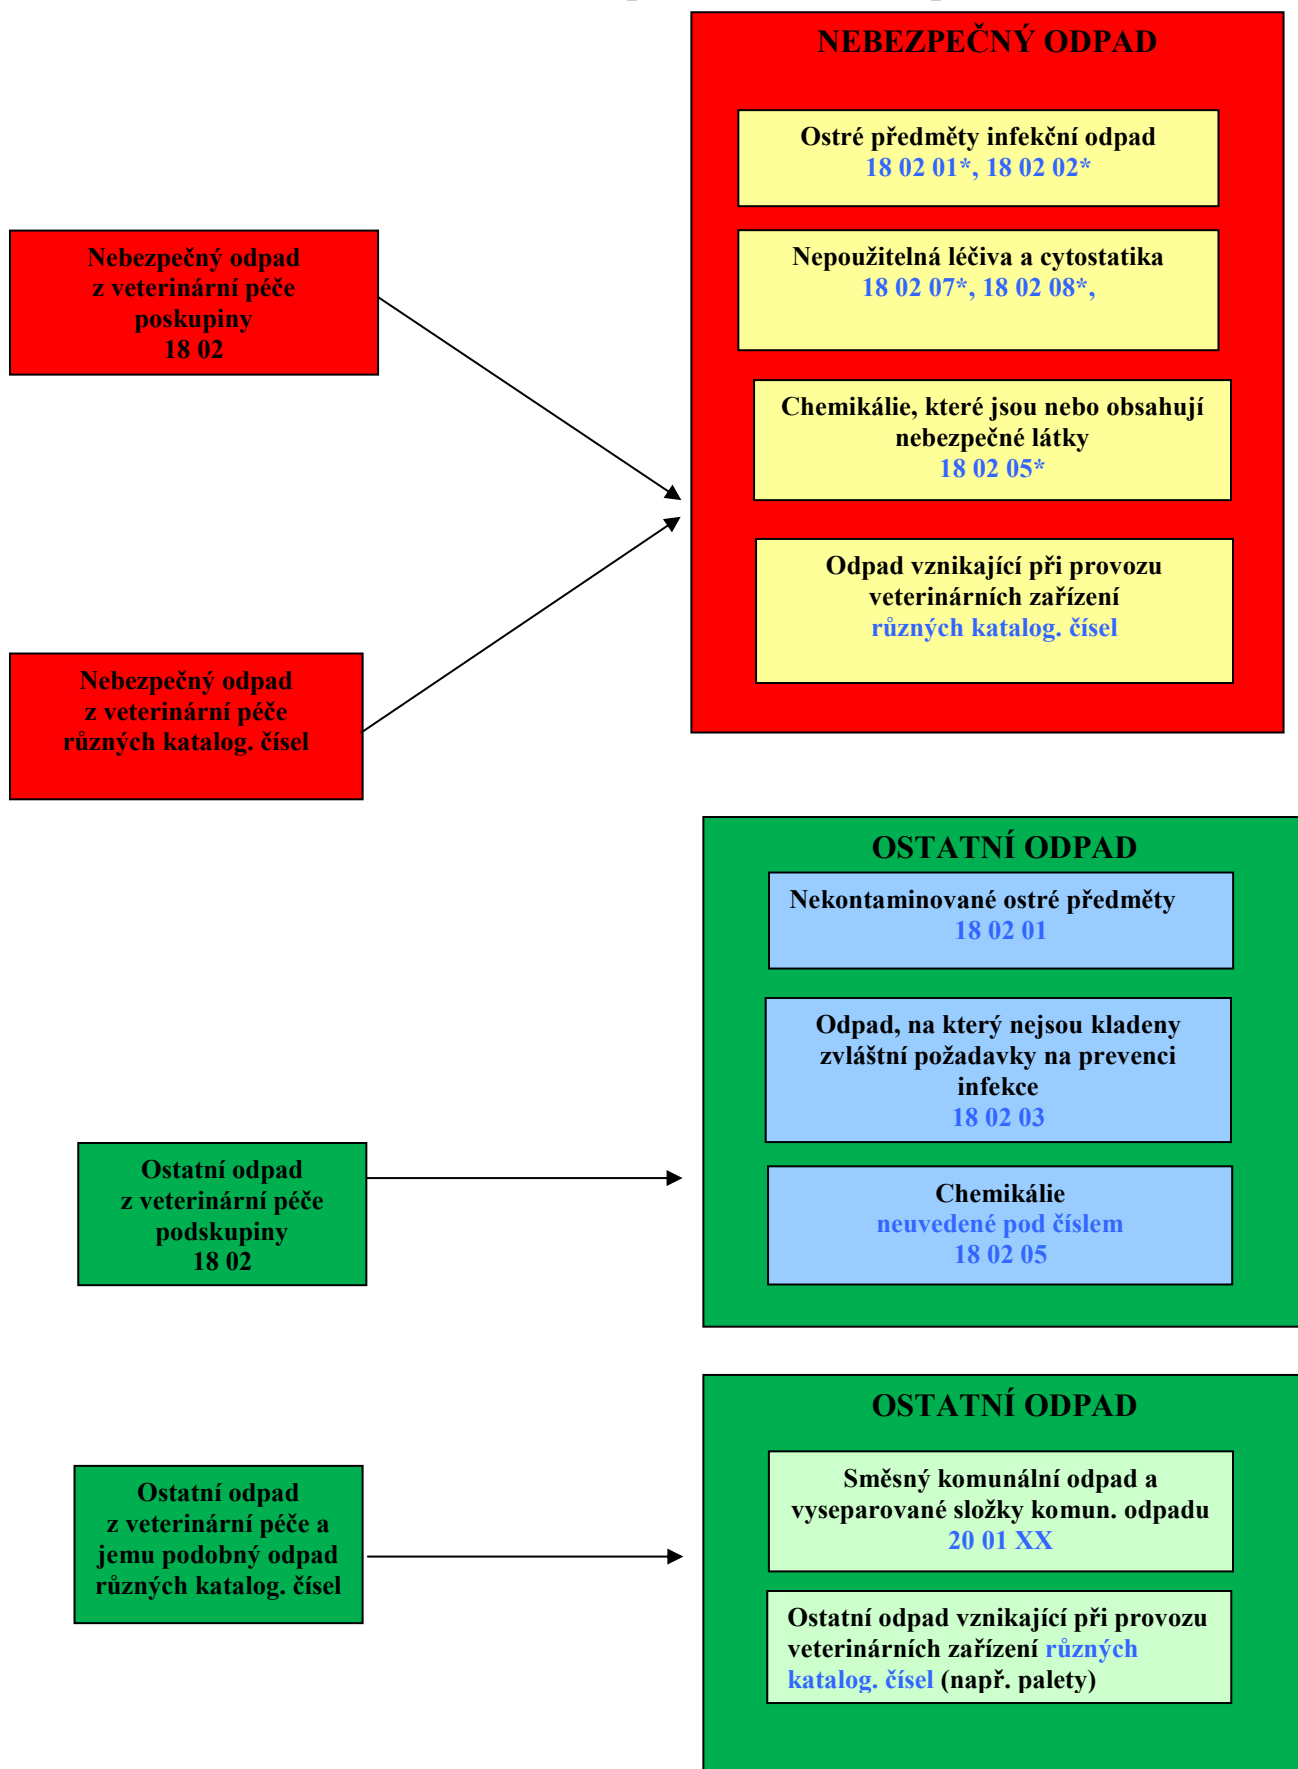 NEBEZPEČNÝ ODPAD
Ostré předměty infekční odpad
18 02 01*, 18 02 02*
Nepoužitelná léčiva a cytostatika
18 02 07*, 18 02 08*,
Chemikálie, které jsou nebo obsahují
nebezpečné látky
18 02 05*
Odpad vznikající při provozu
veterinárních zařízení
různých katalog. čísel
Nebezpečný odpad
z veterinární péče
poskupiny
18 02
Nebezpečný odpad
z veterinární péče
různých katalog. čísel
OSTATNÍ ODPAD
Nekontaminované ostré předměty
18 02 01
Odpad, na který nejsou kladeny
zvláštní požadavky na prevenci
infekce
18 02 03
Chemikálie
neuvedené pod číslem
18 02 05
Ostatní odpad
z veterinární péče
podskupiny
18 02
OSTATNÍ ODPAD
Směsný komunální odpad a
vyseparované složky komun. odpadu
20 01 XX
Ostatní odpad vznikající při provozu
veterinárních zařízení různých
katalog. čísel (např. palety)
Ostatní odpad
z veterinární péče a
jemu podobný odpad
různých katalog. čísel